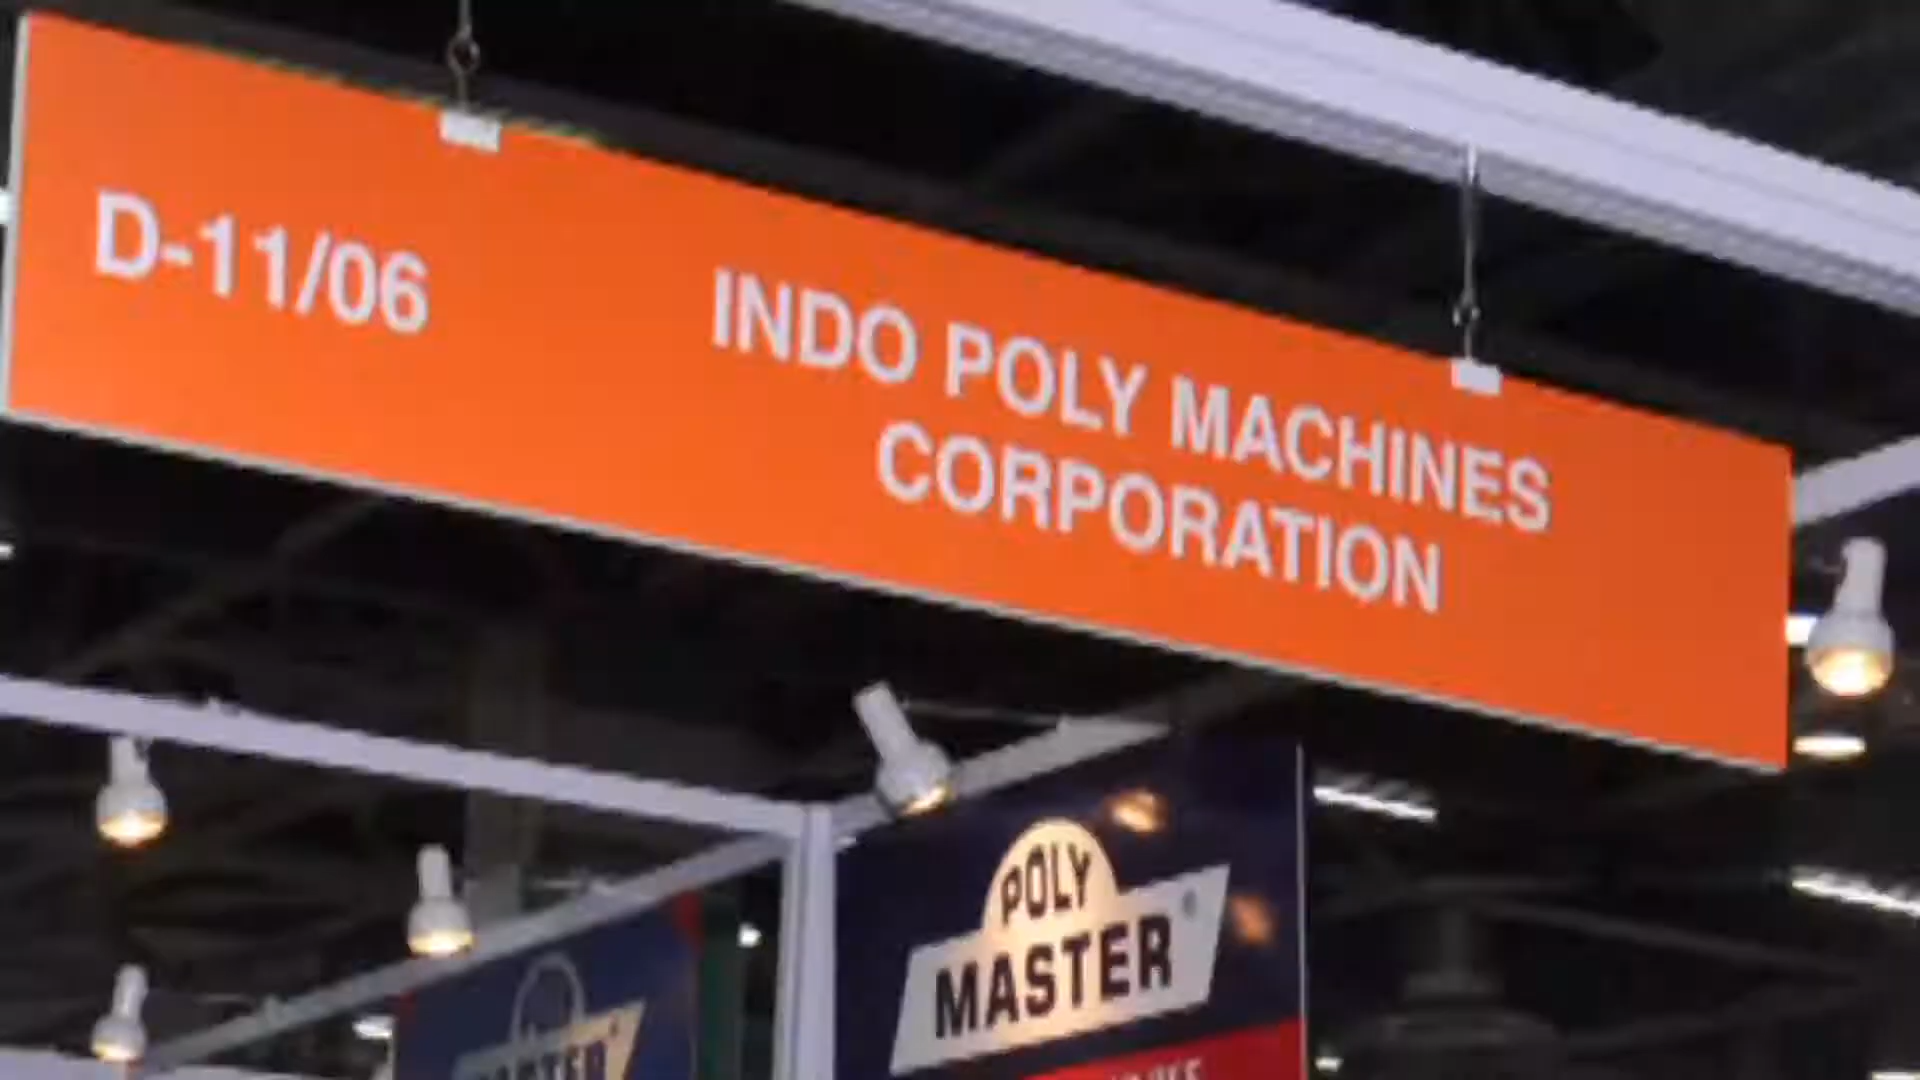 D-11/06
INDO POLY MACHINES
CORPORATION
POLY
MASTER®